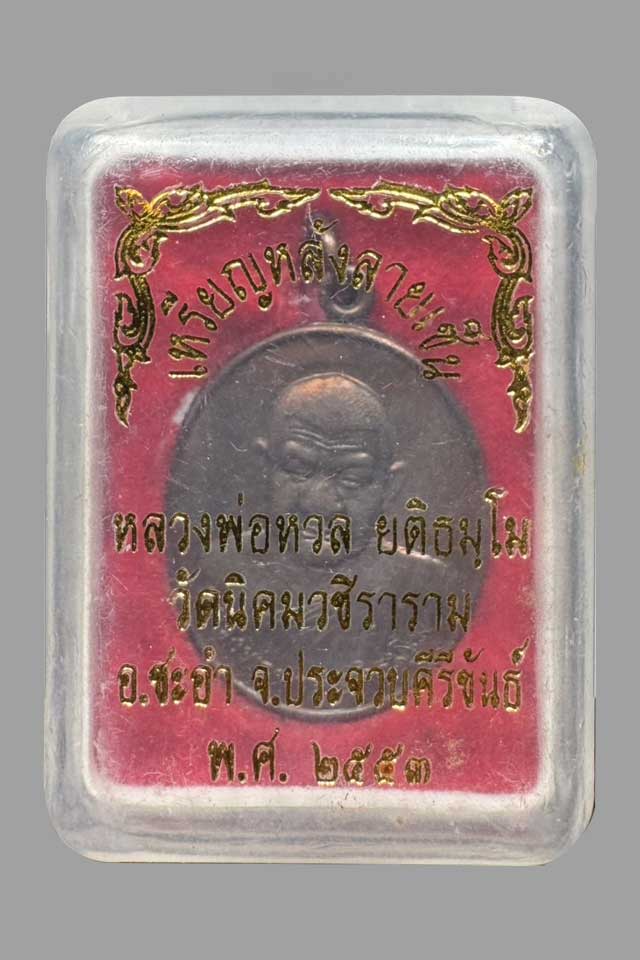 เหรียญหลังลายเซ็น
หลวงพ่อหวล ยติธมฺโม
วัดนิคมวชีราราม
อ.ชะอำ จ.ประจวบคีรีขันธ์
พ.ศ. ๒๕๕๓